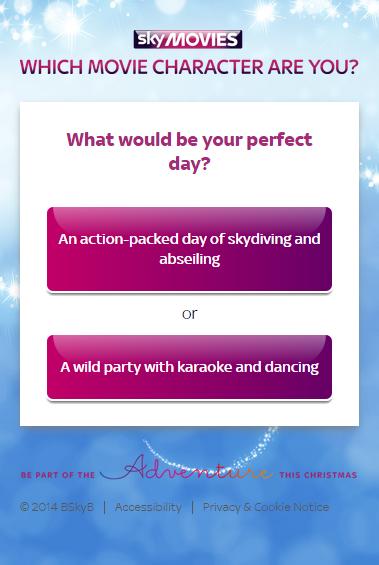 sky MOVIES
WHICH MOVIE CHARACTER ARE YOU?
What would be your perfect
day?
An action-packed day of skydiving and
abseiling
or
A wild party with karaoke and dancing
BE PART OF THE Adventure THIS CHRISTMAS
© 2014 BSkyB | Accessibility | Privacy & Cookie Notice